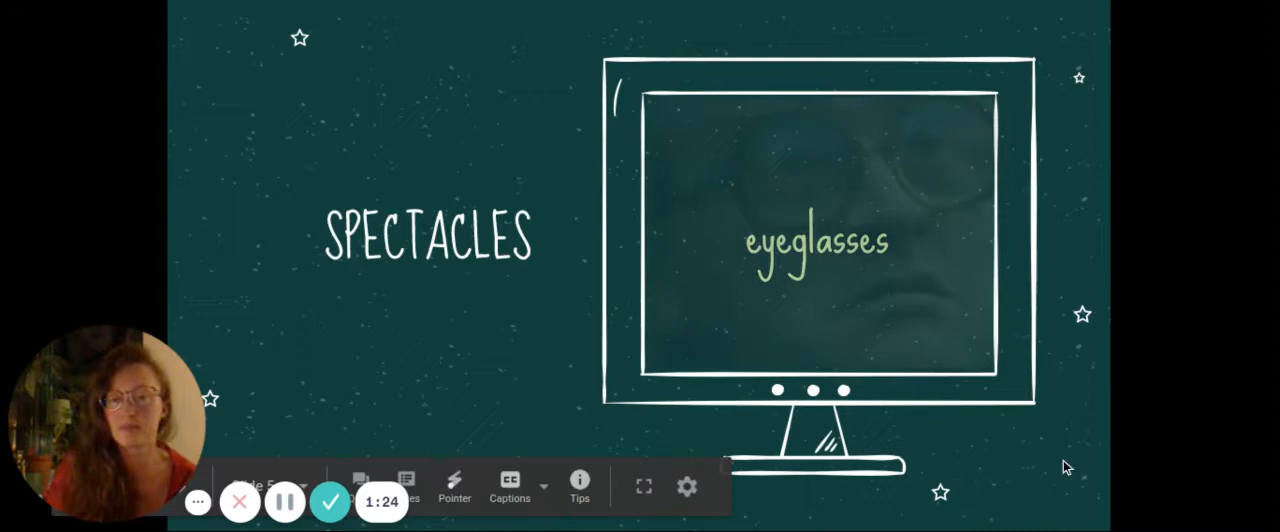 SPECTACLES
eyeglasses
Pointer
Captions
Tips
1:24